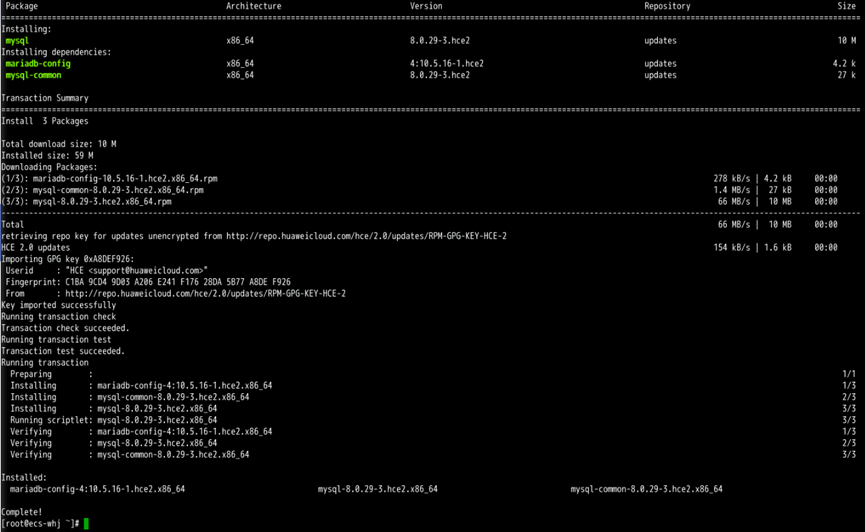 Package Architecture Version Repository Size
Installing:
mysql x86_64 8.0.29-3.hce2 updates 10 M
Installing dependencies:
mariadb-config x86_64 4:10.5.16-1.hce2 updates 4.2 k
mysql-common x86_64 8.0.29-3.hce2 updates 27 k
Transaction Summary
Install 3 Packages
Total download size: 10 M
Installed size: 59 M
Downloading Packages:
(1/3): mariadb-config-10.5.16-1.hce2.x86_64.rpm 278 kB/s | 4.2 kB 00:00
(2/3): mysql-common-8.0.29-3.hce2.x86_64.rpm 1.4 MB/s | 27 kB 00:00
(3/3): mysql-8.0.29-3.hce2.x86_64.rpm 66 MB/s | 10 MB 00:00
Total 66 MB/s | 10 MB 00:00
retrieving repo key for updates unencrypted from http://repo.huaweicloud.com/hce/2.0/updates/RPM-GPG-KEY-HCE-2
HCE 2.0 updates 154 kB/s | 1.6 kB 00:00
Importing GPG key 0xA8DEF926:
Userid : "HCE <support@huaweicloud.com>"
Fingerprint: C1BA 9CD4 9D03 A206 E241 F176 28DA 5B77 A8DE F926
From : http://repo.huaweicloud.com/hce/2.0/updates/RPM-GPG-KEY-HCE-2
Key imported successfully
Running transaction check
Transaction check succeeded.
Running transaction test
Transaction test succeeded.
Running transaction
Preparing : 1/1
Installing : mariadb-config-4:10.5.16-1.hce2.x86_64 1/3
Installing : mysql-common-8.0.29-3.hce2.x86_64 2/3
Installing : mysql-8.0.29-3.hce2.x86_64 3/3
Running scriptlet: mysql-8.0.29-3.hce2.x86_64 3/3
Verifying : mariadb-config-4:10.5.16-1.hce2.x86_64 1/3
Verifying : mysql-8.0.29-3.hce2.x86_64 2/3
Verifying : mysql-common-8.0.29-3.hce2.x86_64 3/3
Installed:
mariadb-config-4:10.5.16-1.hce2.x86_64 mysql-8.0.29-3.hce2.x86_64 mysql-common-8.0.29-3.hce2.x86_64
Complete!
[root@ecs-whj ~]#